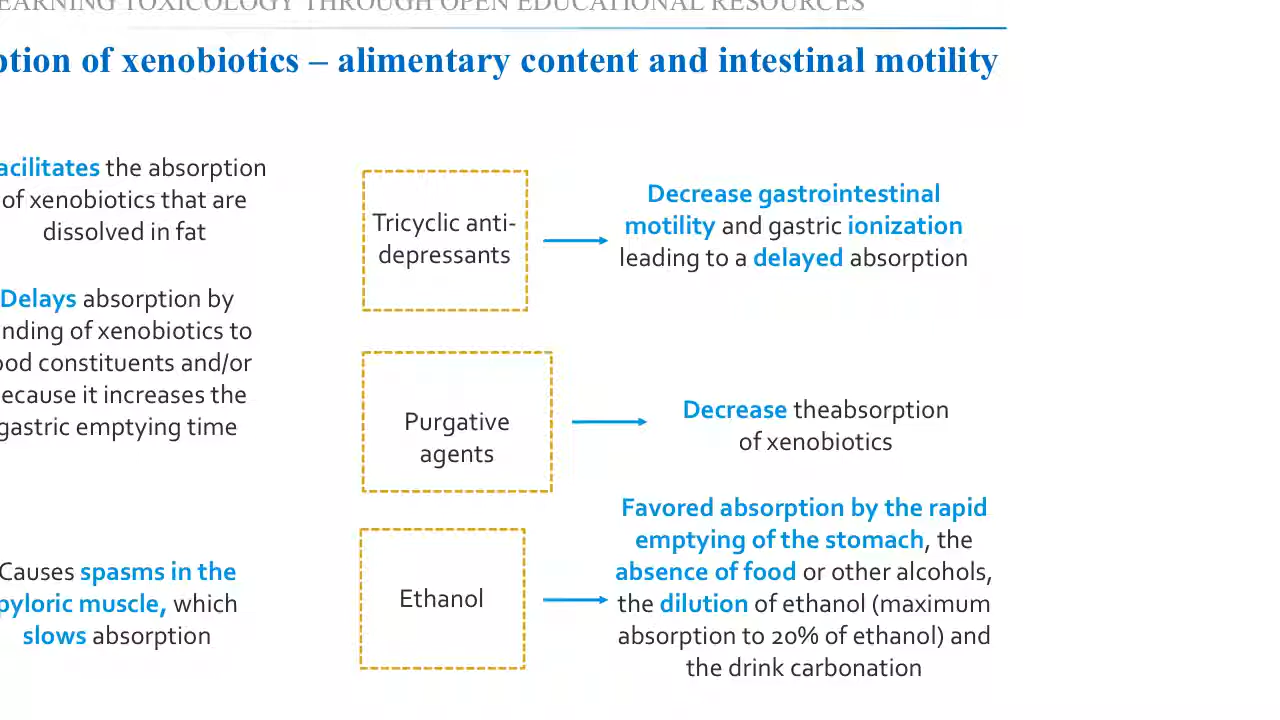 EARNING TOXICOLOGY THROUGH OPEN EDUCATIONAL RESOURCES
ption of xenobiotics – alimentary content and intestinal motility
acilitates the absorption
of xenobiotics that are
dissolved in fat
Delays absorption by
nding of xenobiotics to
ood constituents and/or
ecause it increases the
gastric emptying time
Causes spasms in the
pyloric muscle, which
slows absorption
Tricyclic anti-
depressants
Decrease gastrointestinal
motility and gastric ionization
leading to a delayed absorption
Purgative
agents
Decrease theabsorption
of xenobiotics
Ethanol
Favored absorption by the rapid
emptying of the stomach, the
absence of food or other alcohols,
the dilution of ethanol (maximum
absorption to 20% of ethanol) and
the drink carbonation